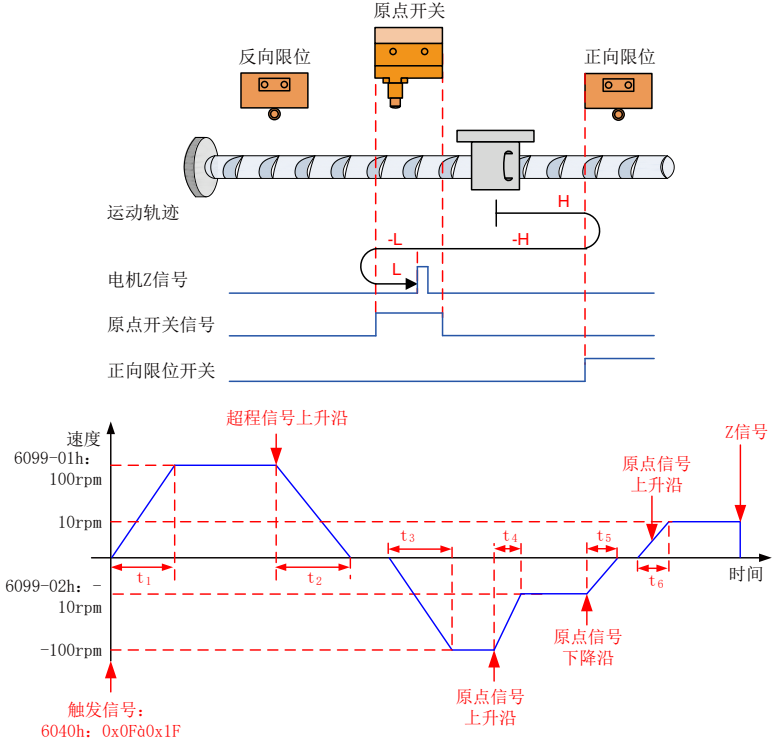 原点开关
反向限位
正向限位
运动轨迹
H
-L
-H
L
电机Z信号
原点开关信号
正向限位开关
超程信号上升沿
Z信号
速度
6099-01h:
100rpm
原点信号
上升沿
10rpm
t3
t4
t5
t1
t2
t6
时间
6099-02h: -
10rpm
原点信号
下降沿
-100rpm
原点信号
上升沿
触发信号:
6040h: 0x0Fà0x1F